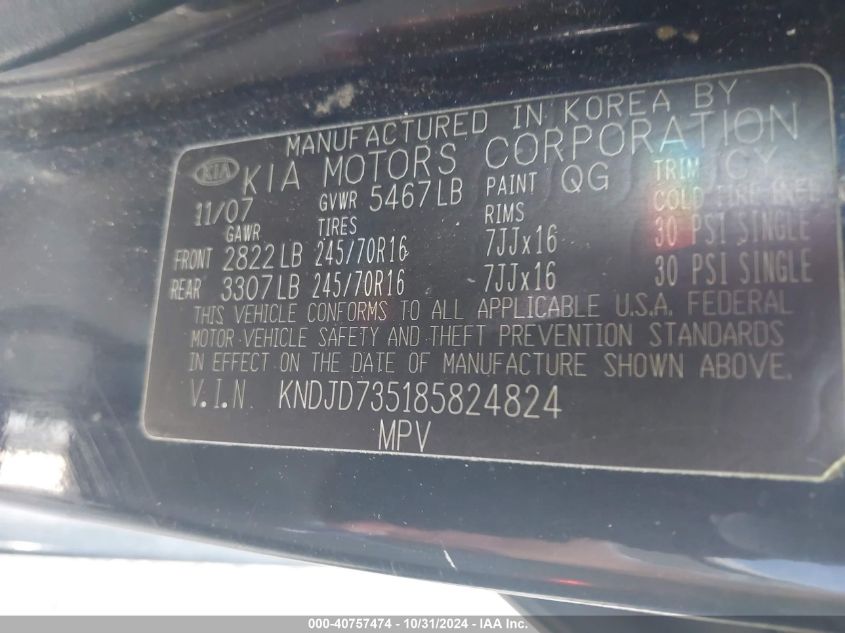 MANUFACTURED IN KOREA BY
KIA KIA MOTORS CORPORATION
11/07 GVWR 5467LB PAINT QG TRIM CY
GAWR TIRES RIMS COLD TIRE
FRONT 2822LB 245/70R16 7JJx16 30 PSI SINGLE
REAR 3307LB 245/70R16 7JJx16 30 PSI SINGLE
THIS VEHICLE CONFORMS TO ALL APPLICABLE U.S.A. FEDERAL
MOTOR VEHICLE SAFETY AND THEFT PREVENTION STANDARDS
IN EFFECT ON THE DATE OF MANUFACTURE SHOWN ABOVE.
V.I.N KNDJD735185824824
MPV
000-40757474 - 10/31/2024 - IAA Inc.